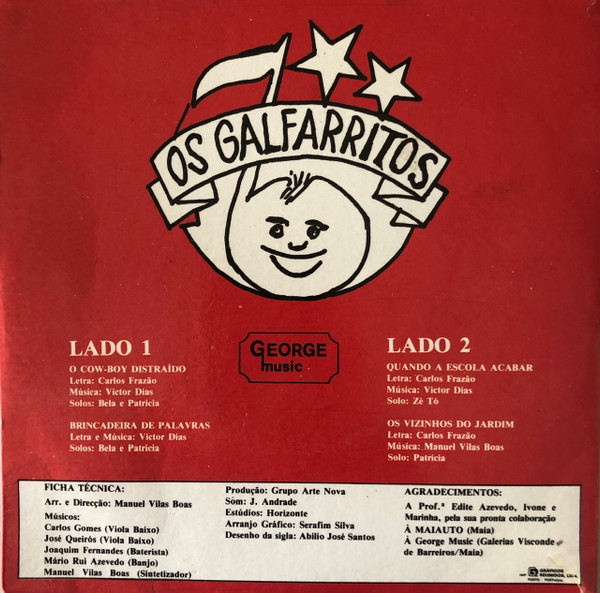 OS GALFARRITOS
LADO 1
O COW-BOY DISTRAÍDO
Letra: Carlos Frazão
Música: Victor Dias
Solos: Bela e Patrícia
BRINCADEIRA DE PALAVRAS
Letra e Música: Victor Dias
Solos: Bela e Patrícia
GEORGE
music
LADO 2
QUANDO A ESCOLA ACABAR
Letra: Carlos Frazão
Música: Victor Dias
Solo: Zé Tó
OS VIZINHOS DO JARDIM
Letra: Carlos Frazão
Música: Manuel Vilas Boas
Solo: Patrícia
FICHA TÉCNICA:
Arr. e Direcção: Manuel Vilas Boas
Músicos:
Carlos Gomes (Viola Baixo)
José Queirós (Viola Baixo)
Joaquim Fernandes (Baterista)
Mário Rui Azevedo (Banjo)
Manuel Vilas Boas (Sintetizador)
Produção: Grupo Arte Nova
Sòm: J. Andrade
Estúdios: Horizonte
Arranjo Gráfico: Serafim Silva
Desenho da sigla: Abílio José Santos
AGRADECIMENTOS:
A Prof.ª Edite Azevedo, Ivone e
Marinha, pela sua pronta colaboração
À MAIAUTO (Maia)
À George Music (Galerias Visconde
de Barreiros/Maia)
GRÁFICOS
REUNIDOS, LDA.
PORTO - PORTUGAL